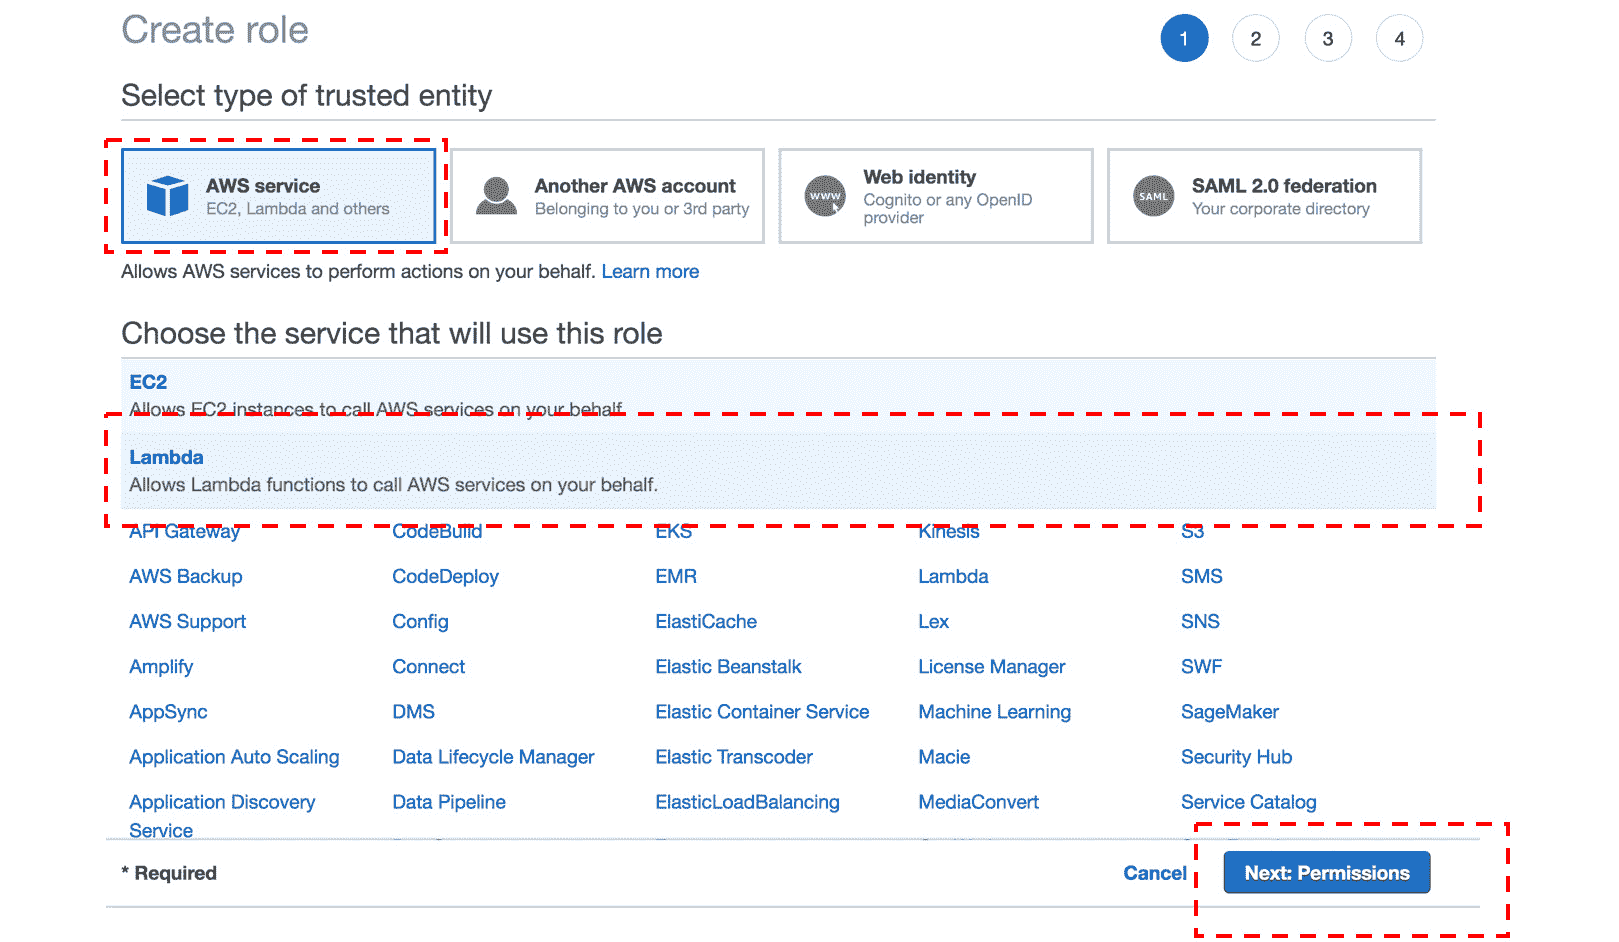 Create role
1 2 3 4
Select type of trusted entity
AWS service
EC2, Lambda and others
Another AWS account
Belonging to you or 3rd party
WWW
Web identity
Cognito or any OpenID
provider
SAML
SAML 2.0 federation
Your corporate directory
Allows AWS services to perform actions on your behalf. Learn more
Choose the service that will use this role
EC2
Allows EC2 instances to call AWS services on your behalf.
Lambda
Allows Lambda functions to call AWS services on your behalf.
API Gateway CodeBuild EKS Kinesis S3
AWS Backup CodeDeploy EMR Lambda SMS
AWS Support Config ElastiCache Lex SNS
Amplify Connect Elastic Beanstalk License Manager SWF
AppSync DMS Elastic Container Service Machine Learning SageMaker
Application Auto Scaling Data Lifecycle Manager Elastic Transcoder Macie Security Hub
Application Discovery Data Pipeline ElasticLoadBalancing MediaConvert Service Catalog
Service
* Required Cancel Next: Permissions